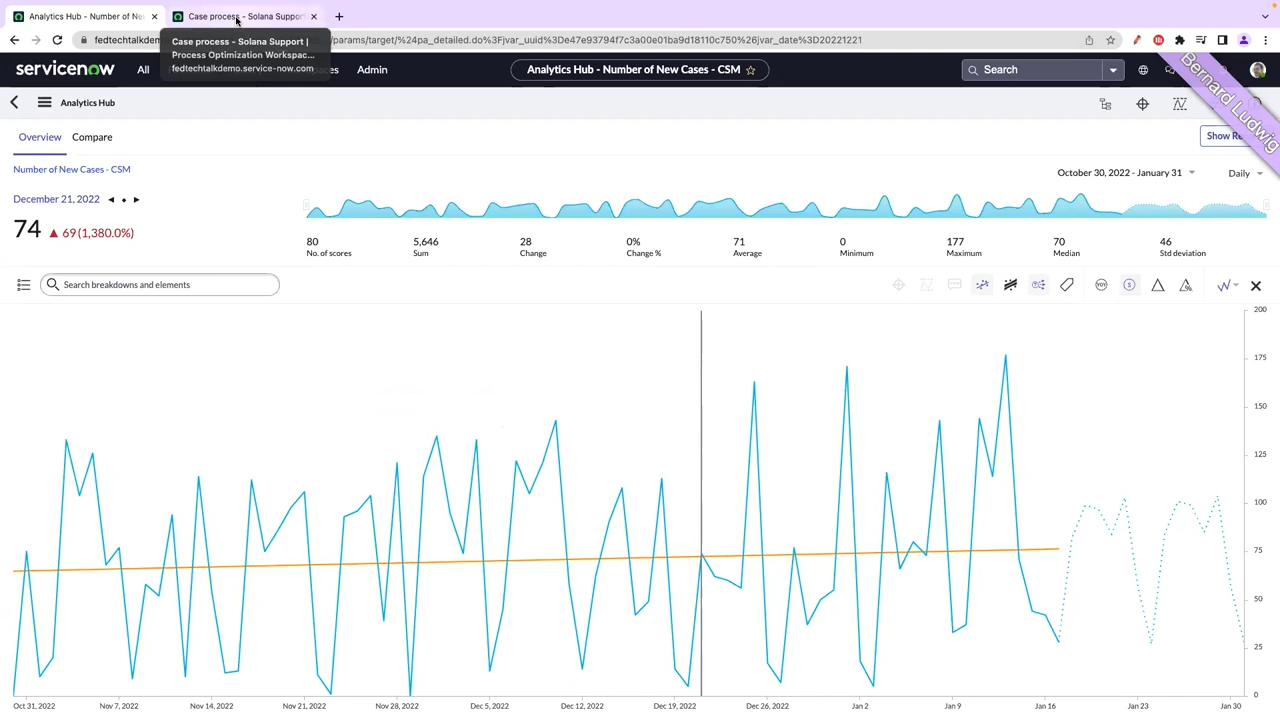 Analytics Hub - Number of Ne
Case process - Solana Support
fedtechtalkdem
/params/target/%24pa_detailed.do%3Fjvar_uuid%3De47e93794f7c3a00e01ba9d18110c750%26jvar_date%3D20221221
Case process - Solana Support |
Process Optimization Workspac...
fedtechtalkdemo.service-now.com
servicenow
All
Admin
Analytics Hub - Number of New Cases - CSM
Search
Bernard Ludwig
Analytics Hub
Overview
Compare
Show Re
Number of New Cases - CSM
October 30, 2022 - January 31
Daily
December 21, 2022
74 ▲ 69 (1,380.0%)
80
No. of scores
5,646
Sum
28
Change
0%
Change %
71
Average
0
Minimum
177
Maximum
70
Median
46
Std deviation
Search breakdowns and elements
200
175
150
125
100
75
50
25
0
Oct 31, 2022
Nov 7, 2022
Nov 14, 2022
Nov 21, 2022
Nov 28, 2022
Dec 5, 2022
Dec 12, 2022
Dec 19, 2022
Dec 26, 2022
Jan 2
Jan 9
Jan 16
Jan 23
Jan 30